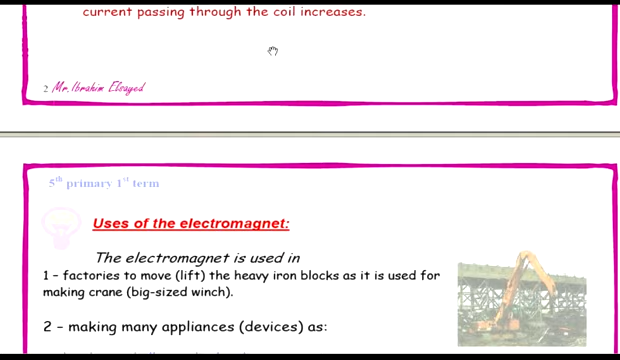 current passing through the coil increases.
2 Mr. Ibrahim Elsayed
5th primary 1st term
Uses of the electromagnet:
The electromagnet is used in
1 – factories to move (lift) the heavy iron blocks as it is used for
making crane (big-sized winch).
2 – making many appliances (devices) as: